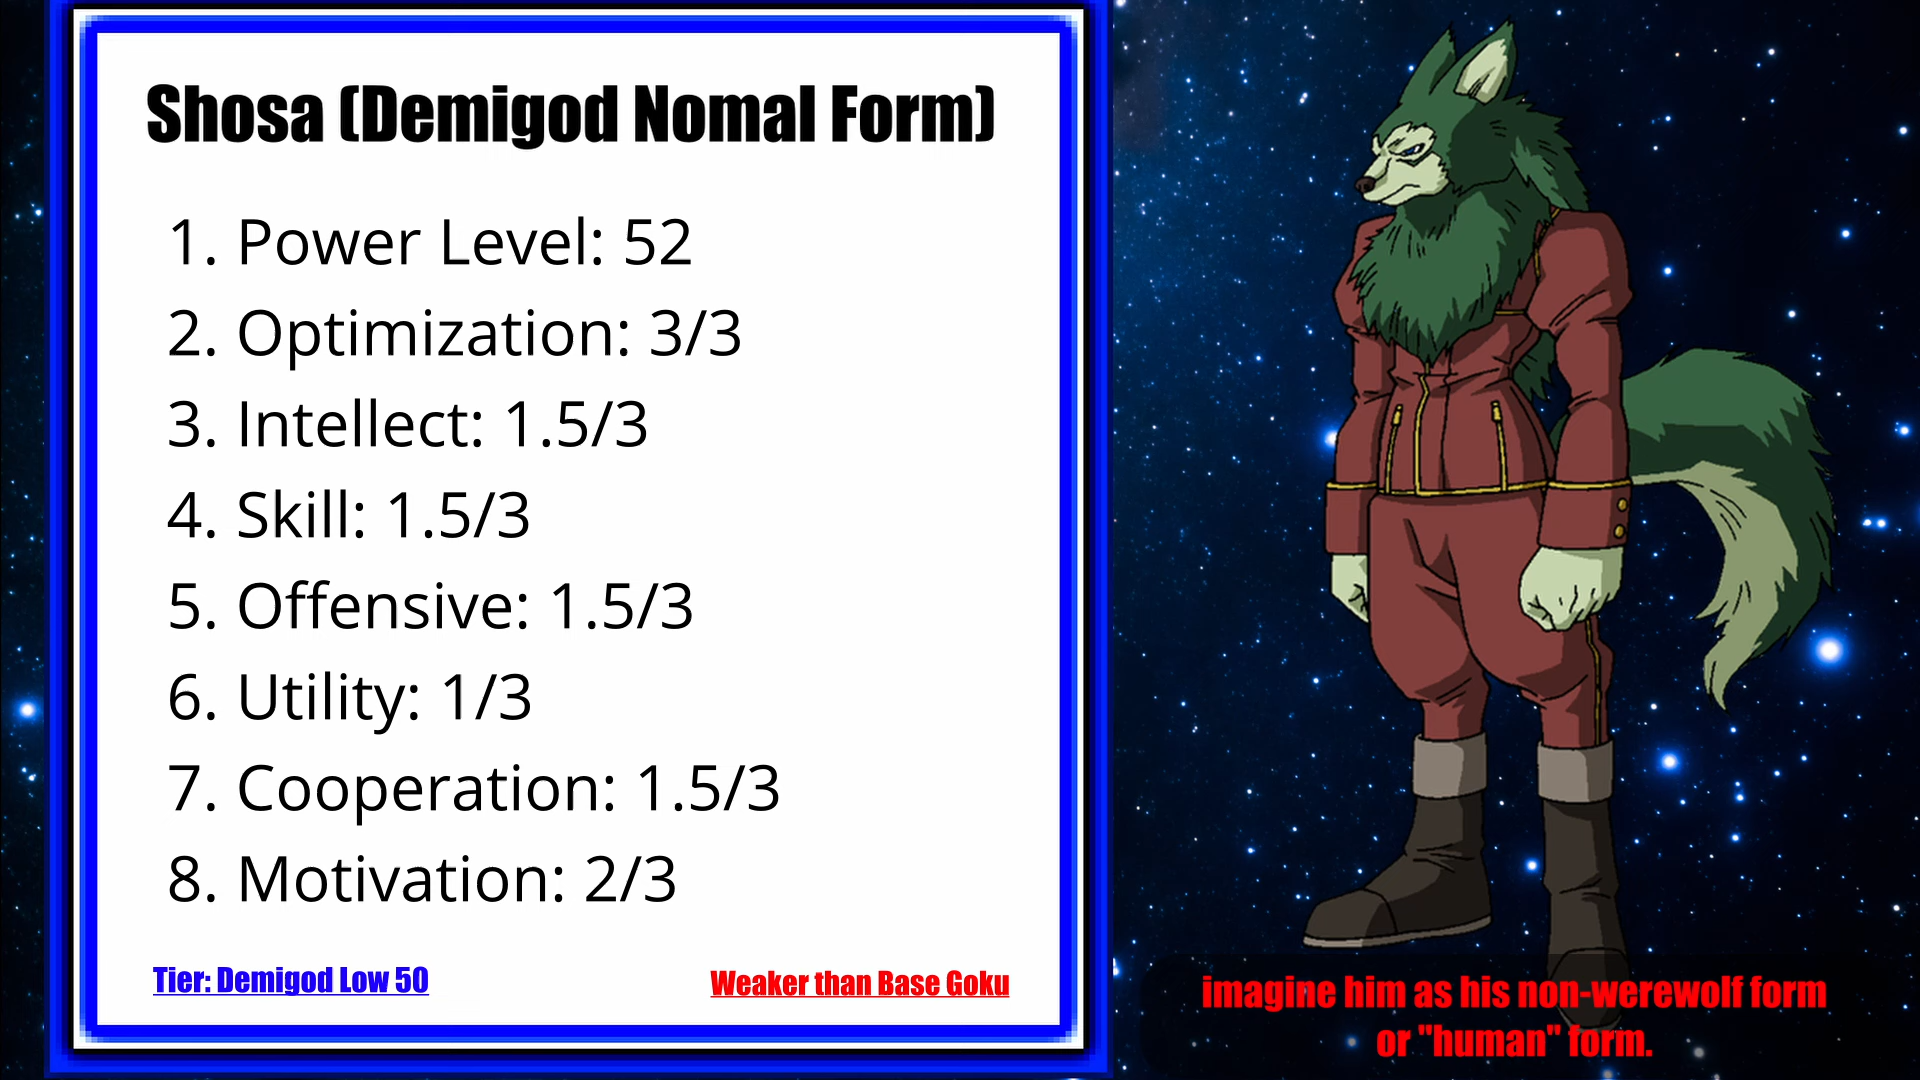 Shosa (Demigod Nomal Form)
1. Power Level: 52
2. Optimization: 3/3
3. Intellect: 1.5/3
4. Skill: 1.5/3
5. Offensive: 1.5/3
6. Utility: 1/3
7. Cooperation: 1.5/3
8. Motivation: 2/3
Tier: Demigod Low 50
Weaker than Base Goku
imagine him as his non-werewolf form
or "human" form.